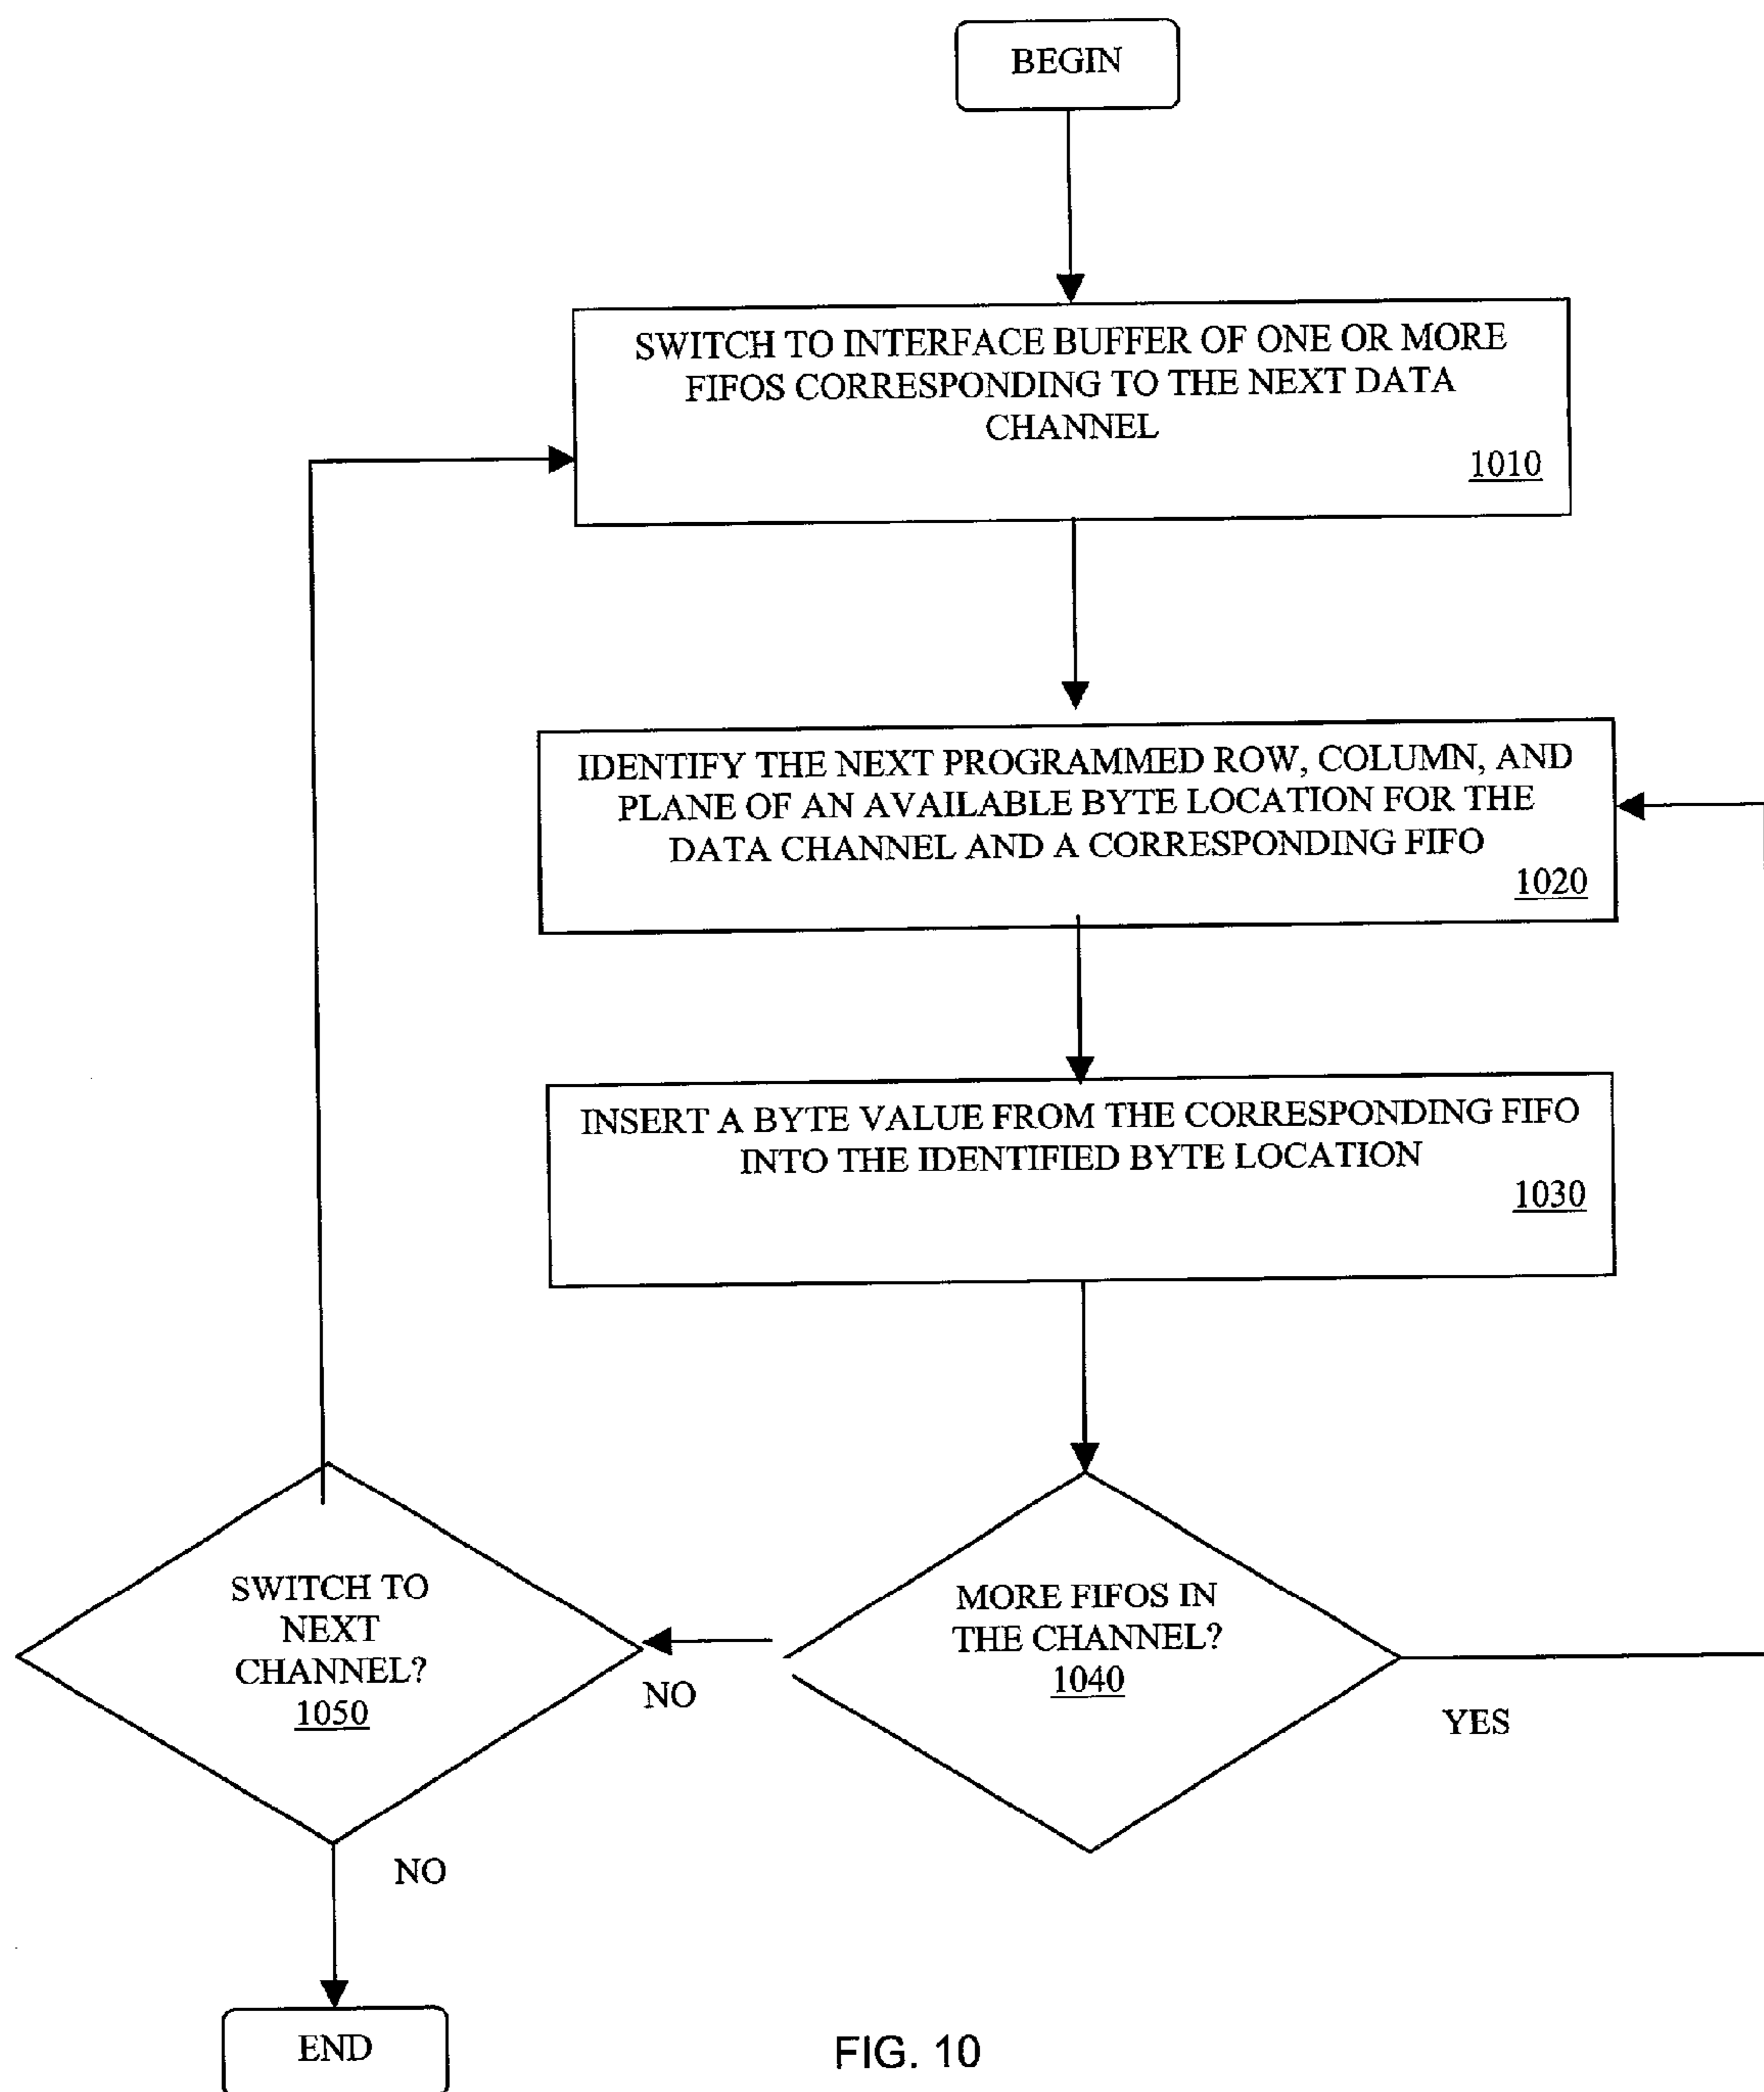 BEGIN
SWITCH TO INTERFACE BUFFER OF ONE OR MORE
FIFOS CORRESPONDING TO THE NEXT DATA
CHANNEL
1010
IDENTIFY THE NEXT PROGRAMMED ROW, COLUMN, AND
PLANE OF AN AVAILABLE BYTE LOCATION FOR THE
DATA CHANNEL AND A CORRESPONDING FIFO
1020
INSERT A BYTE VALUE FROM THE CORRESPONDING FIFO
INTO THE IDENTIFIED BYTE LOCATION
1030
MORE FIFOS IN
THE CHANNEL?
1040
YES
NO
SWITCH TO
NEXT
CHANNEL?
1050
NO
END
FIG. 10